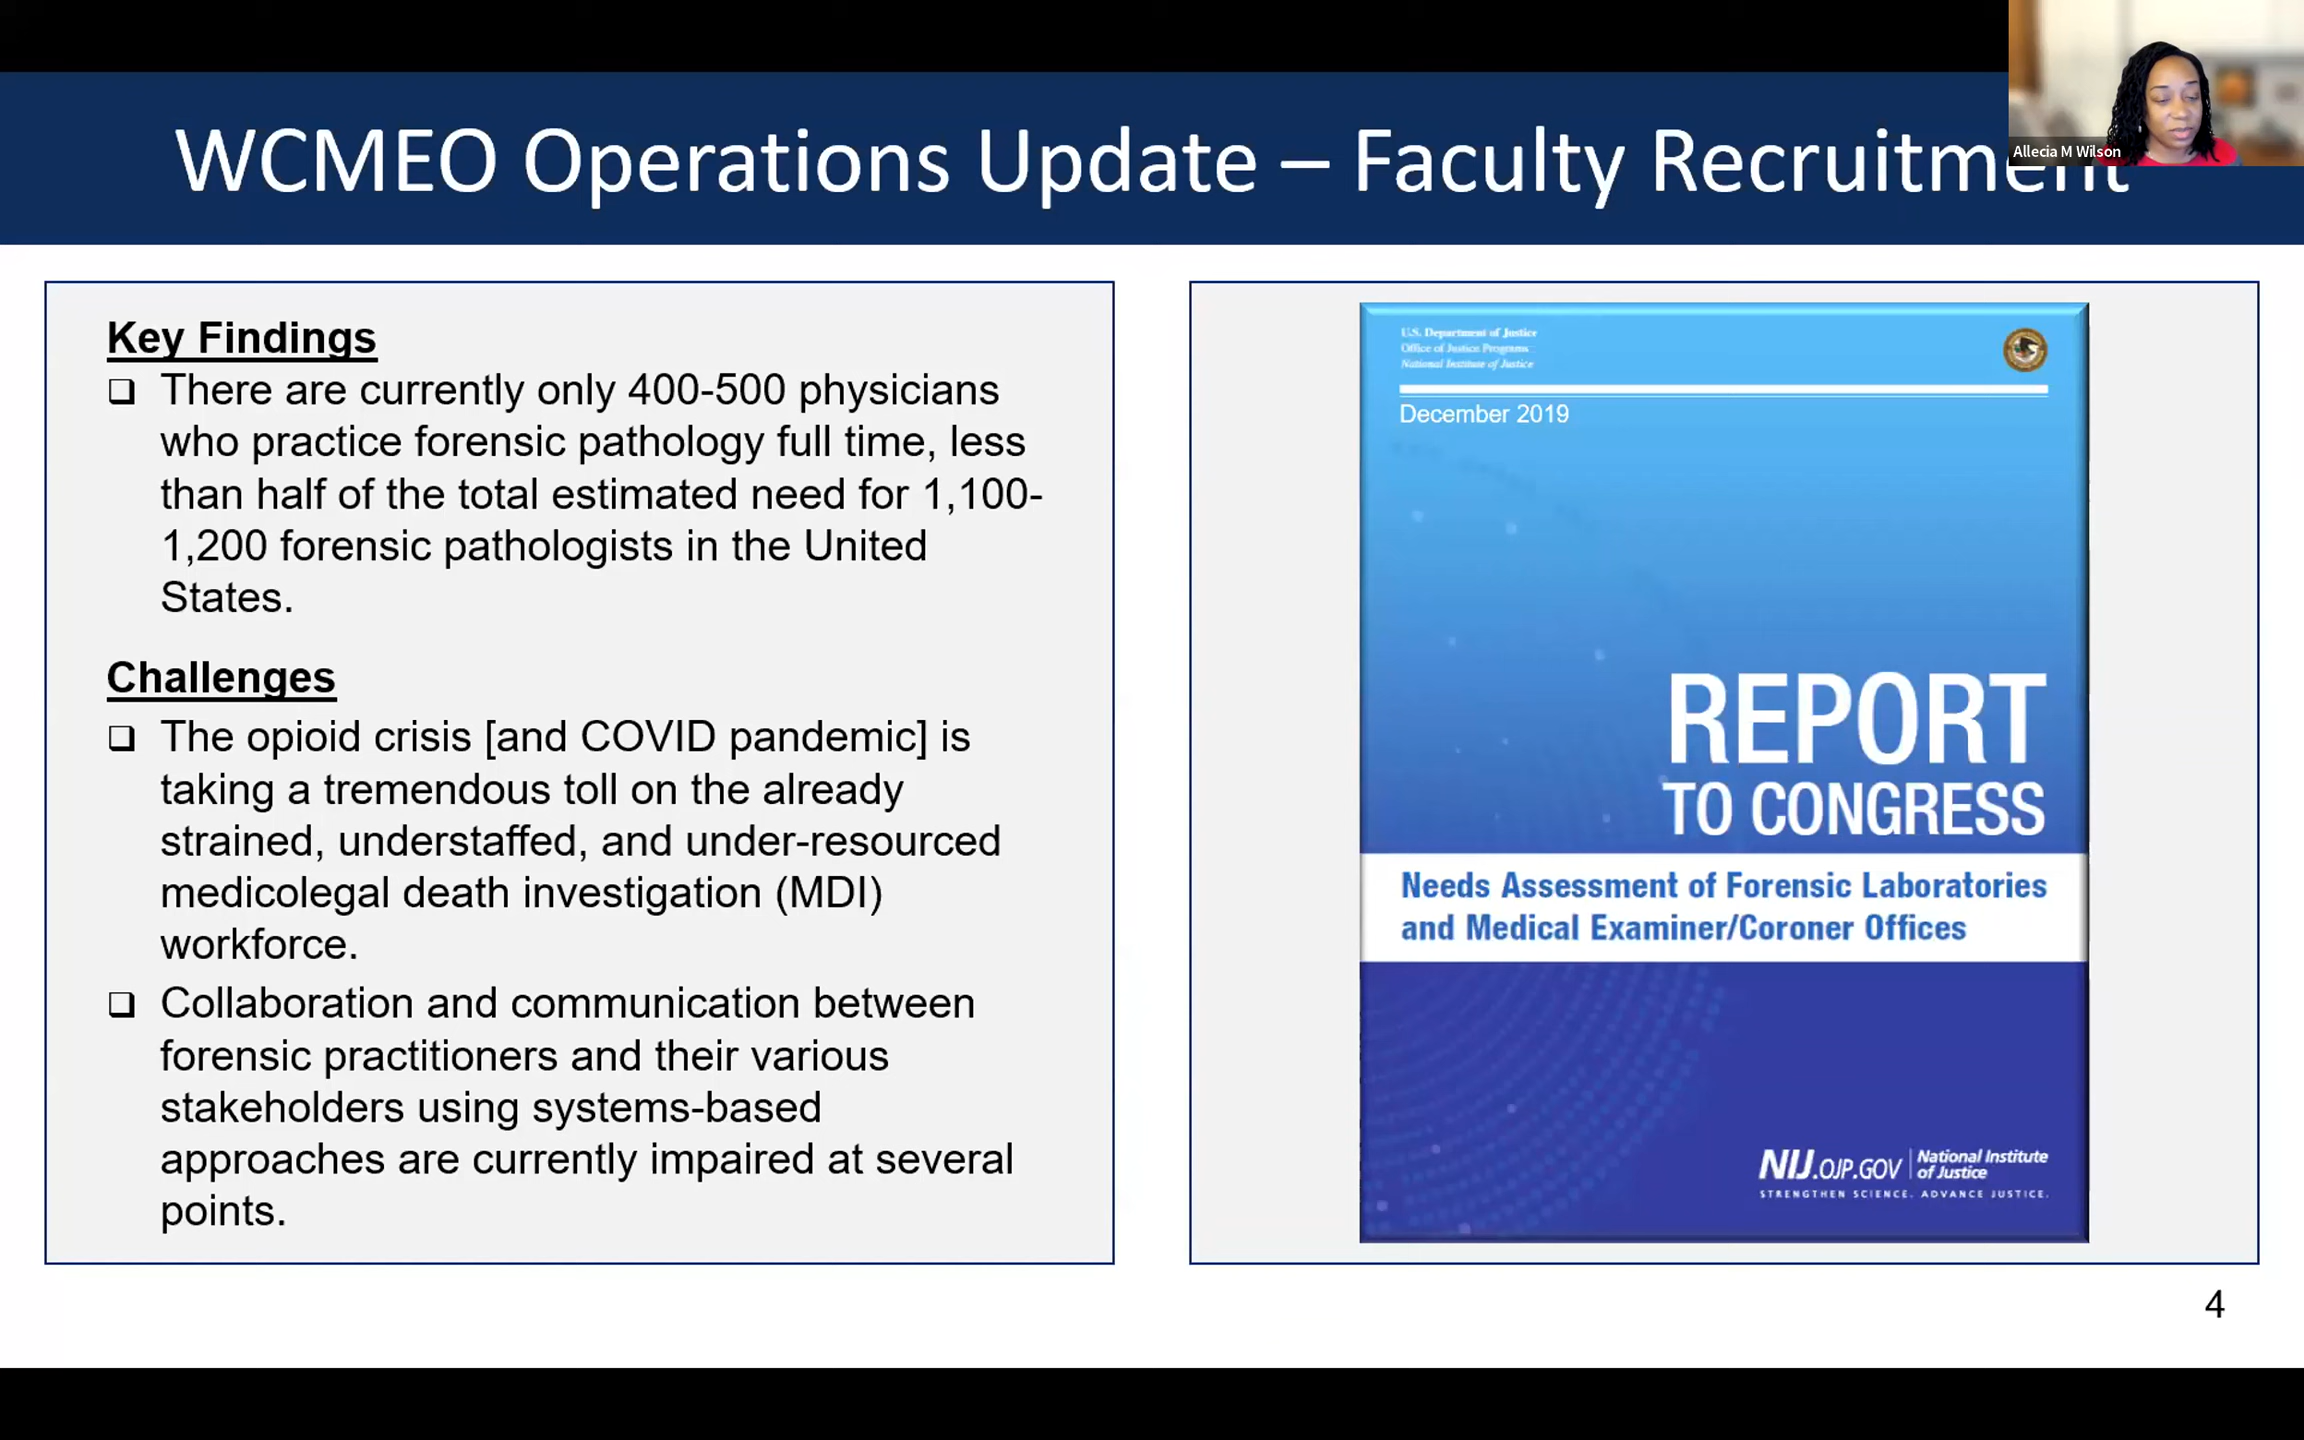 WCMEO Operations Update – Faculty Recruitment
Allecia M Wilson
Key Findings
❑ There are currently only 400-500 physicians
who practice forensic pathology full time, less
than half of the total estimated need for 1,100-
1,200 forensic pathologists in the United
States.
Challenges
❑ The opioid crisis [and COVID pandemic] is
taking a tremendous toll on the already
strained, understaffed, and under-resourced
medicolegal death investigation (MDI)
workforce.
❑ Collaboration and communication between
forensic practitioners and their various
stakeholders using systems-based
approaches are currently impaired at several
points.
U.S. Department of Justice
Office of Justice Programs
National Institute of Justice
December 2019
REPORT
TO CONGRESS
Needs Assessment of Forensic Laboratories
and Medical Examiner/Coroner Offices
NIJ.OJP.GOV | National Institute
of Justice
STRENGTHEN SCIENCE. ADVANCE JUSTICE.
4